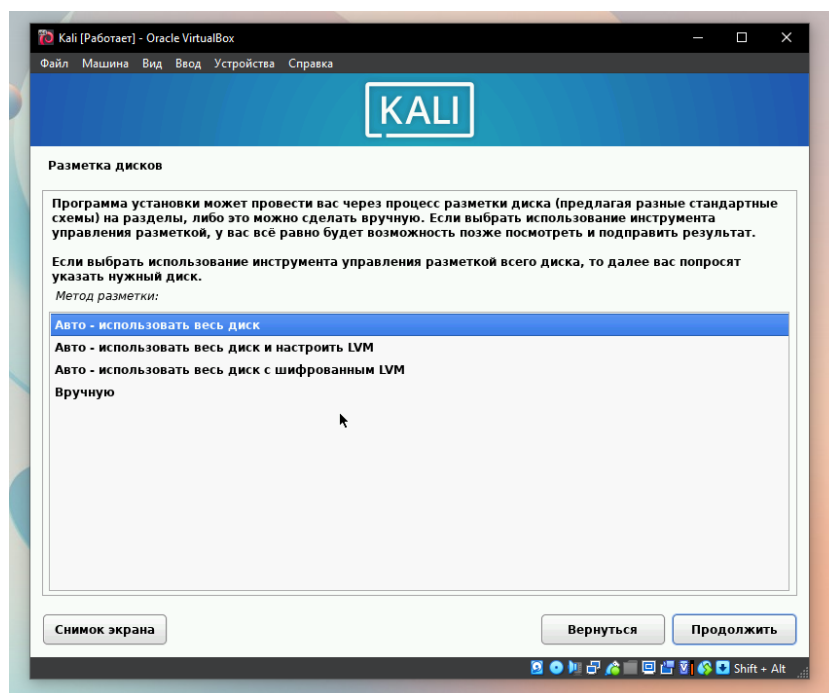 Kali [Работает] - Oracle VirtualBox
Файл Машина Вид Ввод Устройства Справка
KALI
Разметка дисков
Программа установки может провести вас через процесс разметки диска (предлагая разные стандартные
схемы) на разделы, либо это можно сделать вручную. Если выбрать использование инструмента
управления разметкой, у вас всё равно будет возможность позже посмотреть и подправить результат.
Если выбрать использование инструмента управления разметкой всего диска, то далее вас попросят
указать нужный диск.
Метод разметки:
Авто - использовать весь диск
Авто - использовать весь диск и настроить LVM
Авто - использовать весь диск с шифрованным LVM
Вручную
Снимок экрана
Вернуться
Продолжить
Shift + Alt